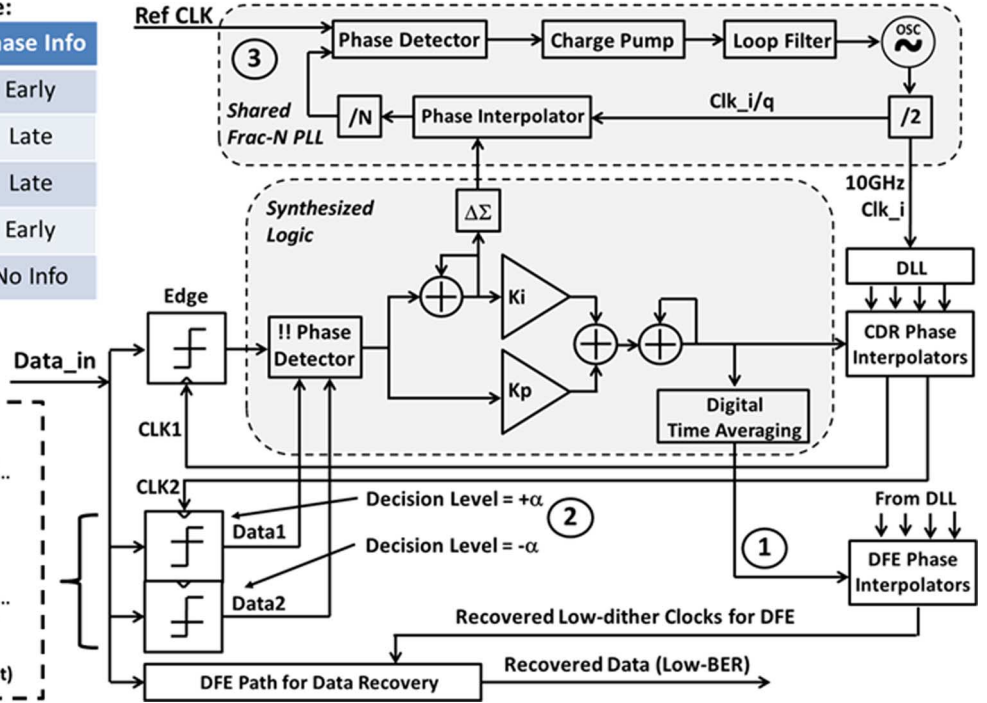 e:
hase Info
Early
Late
Late
Early
No Info
Ref CLK
3
Phase Detector
Charge Pump
Loop Filter
OSC
~
Shared
Frac-N PLL
/N
Phase Interpolator
Clk_i/q
/2
10GHz
Clk_i
Synthesized
Logic
ΔΣ
DLL
Edge
!! Phase
Detector
+
Ki
Kp
+
+
CDR Phase
Interpolators
Digital
Time Averaging
Data_in
CLK1
CLK2
..
..
t)
Decision Level = +α
2
Data1
Decision Level = -α
Data2
1
From DLL
DFE Phase
Interpolators
Recovered Low-dither Clocks for DFE
DFE Path for Data Recovery
Recovered Data (Low-BER)